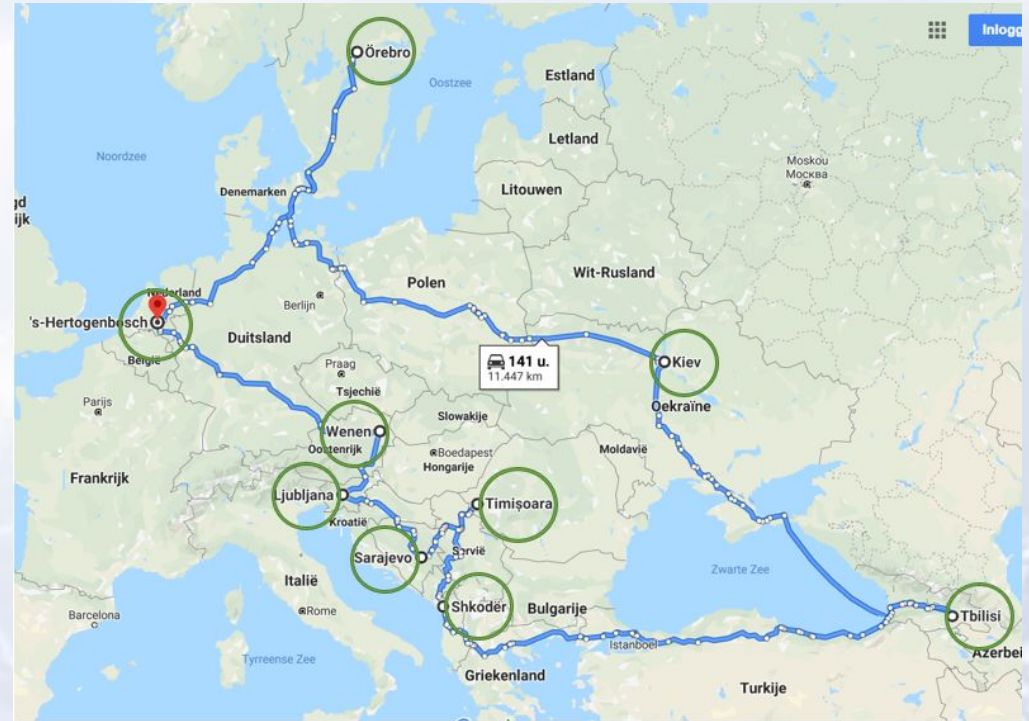 Inlogg
Örebro
Oostzee
Estland
Letland
Noordzee
Moskou
Москва
Denemarken
Litouwen
gd
ijk
Wit-Rusland
Polen
Nederland
Berlijn
's-Hertogenbosch
Duitsland
141 u.
11.447 km
België
Praag
Kiev
Tsjechië
Parijs
Oekraïne
Slowakije
Wenen
Oostenrijk
Boedapest
Hongarije
Moldavië
Frankrijk
Ljubljana
Timișoara
Kroatië
Sarajevo
Servië
Zwarte Zee
Italië
Shkodër
Bulgarije
Barcelona
Rome
Tbilisi
Istanboel
Azerbei
Tyrreense Zee
Griekenland
Turkije